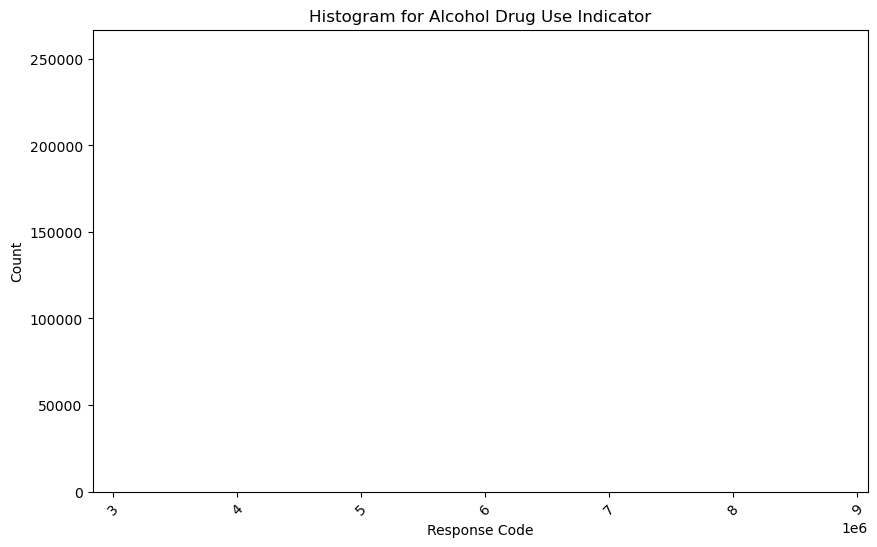 Histogram for Alcohol Drug Use Indicator
250000
200000
150000
100000
50000
0
Count
3 4 5 6 7 8 9
1e6
Response Code